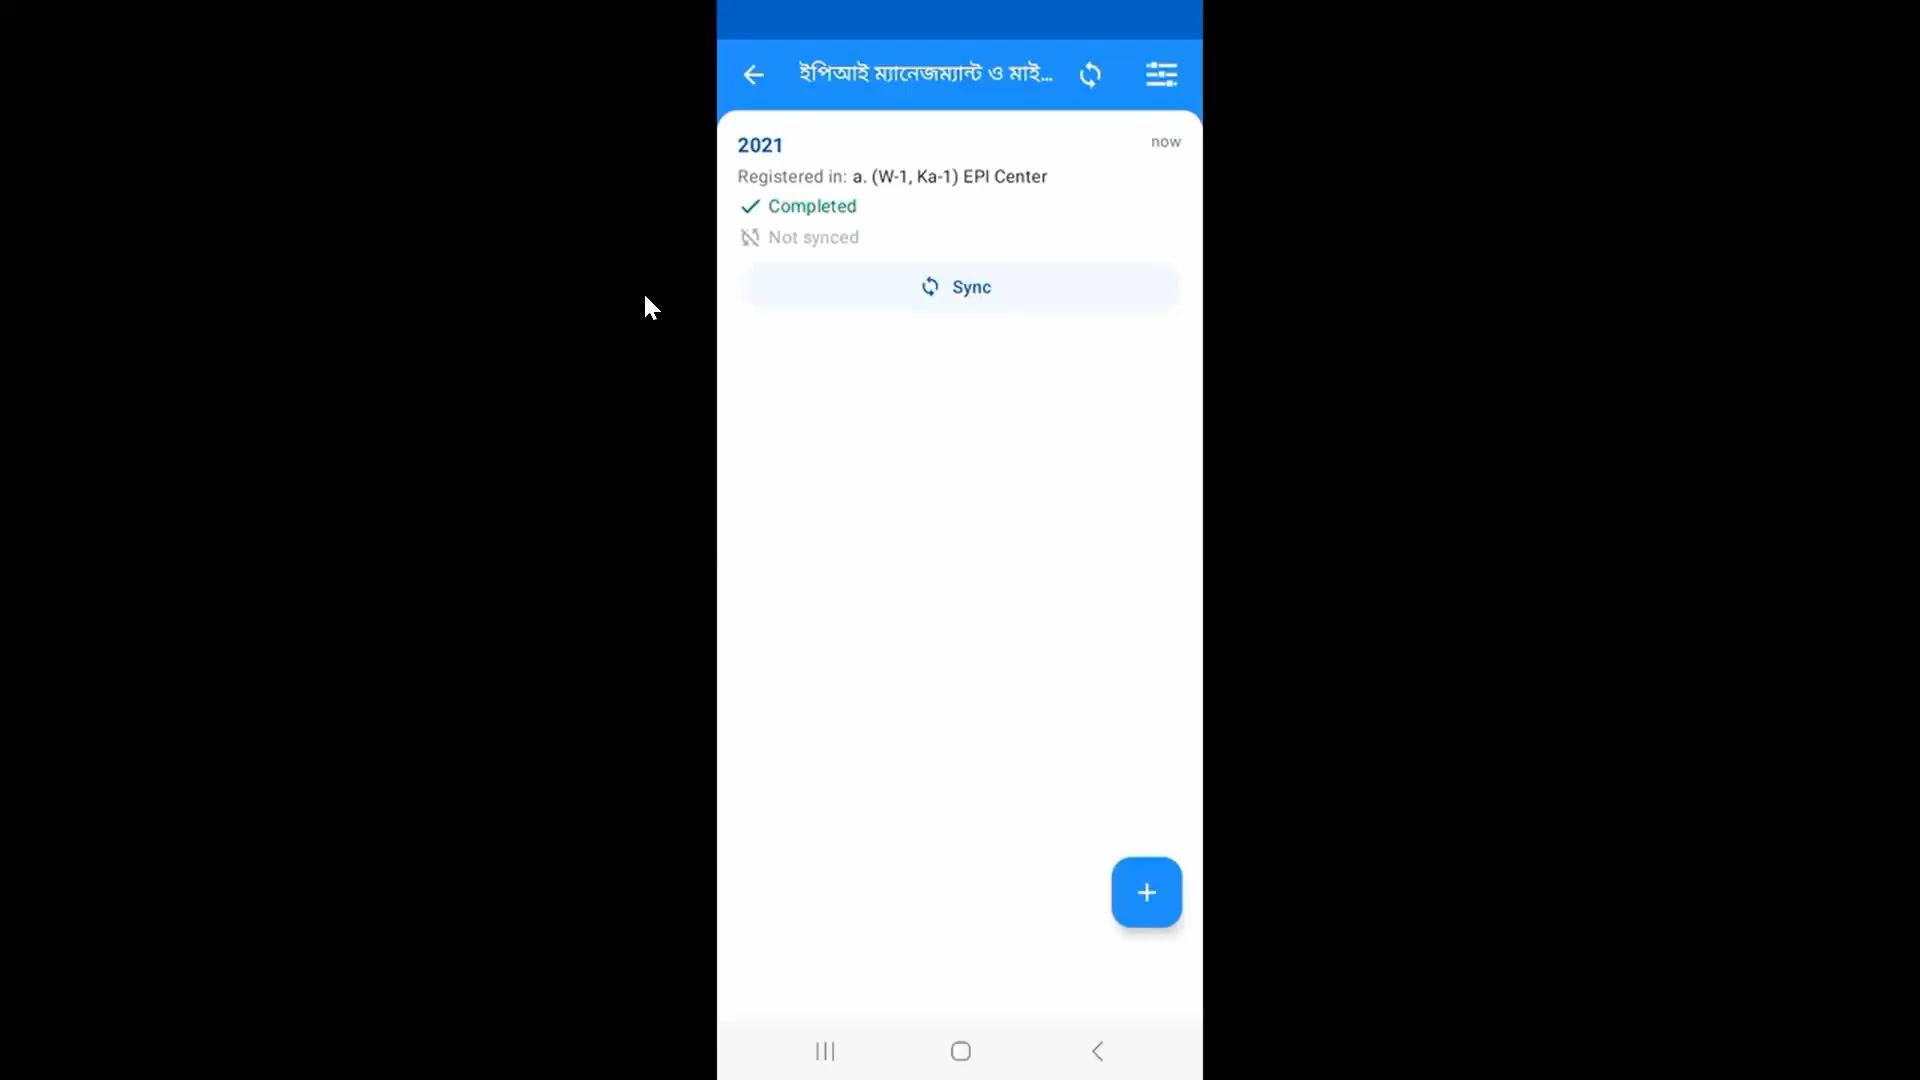 ইপিআই ম্যানেজম্যান্ট ও মাই...
2021
now
Registered in: a. (W-1, Ka-1) EPI Center
Completed
Not synced
Sync